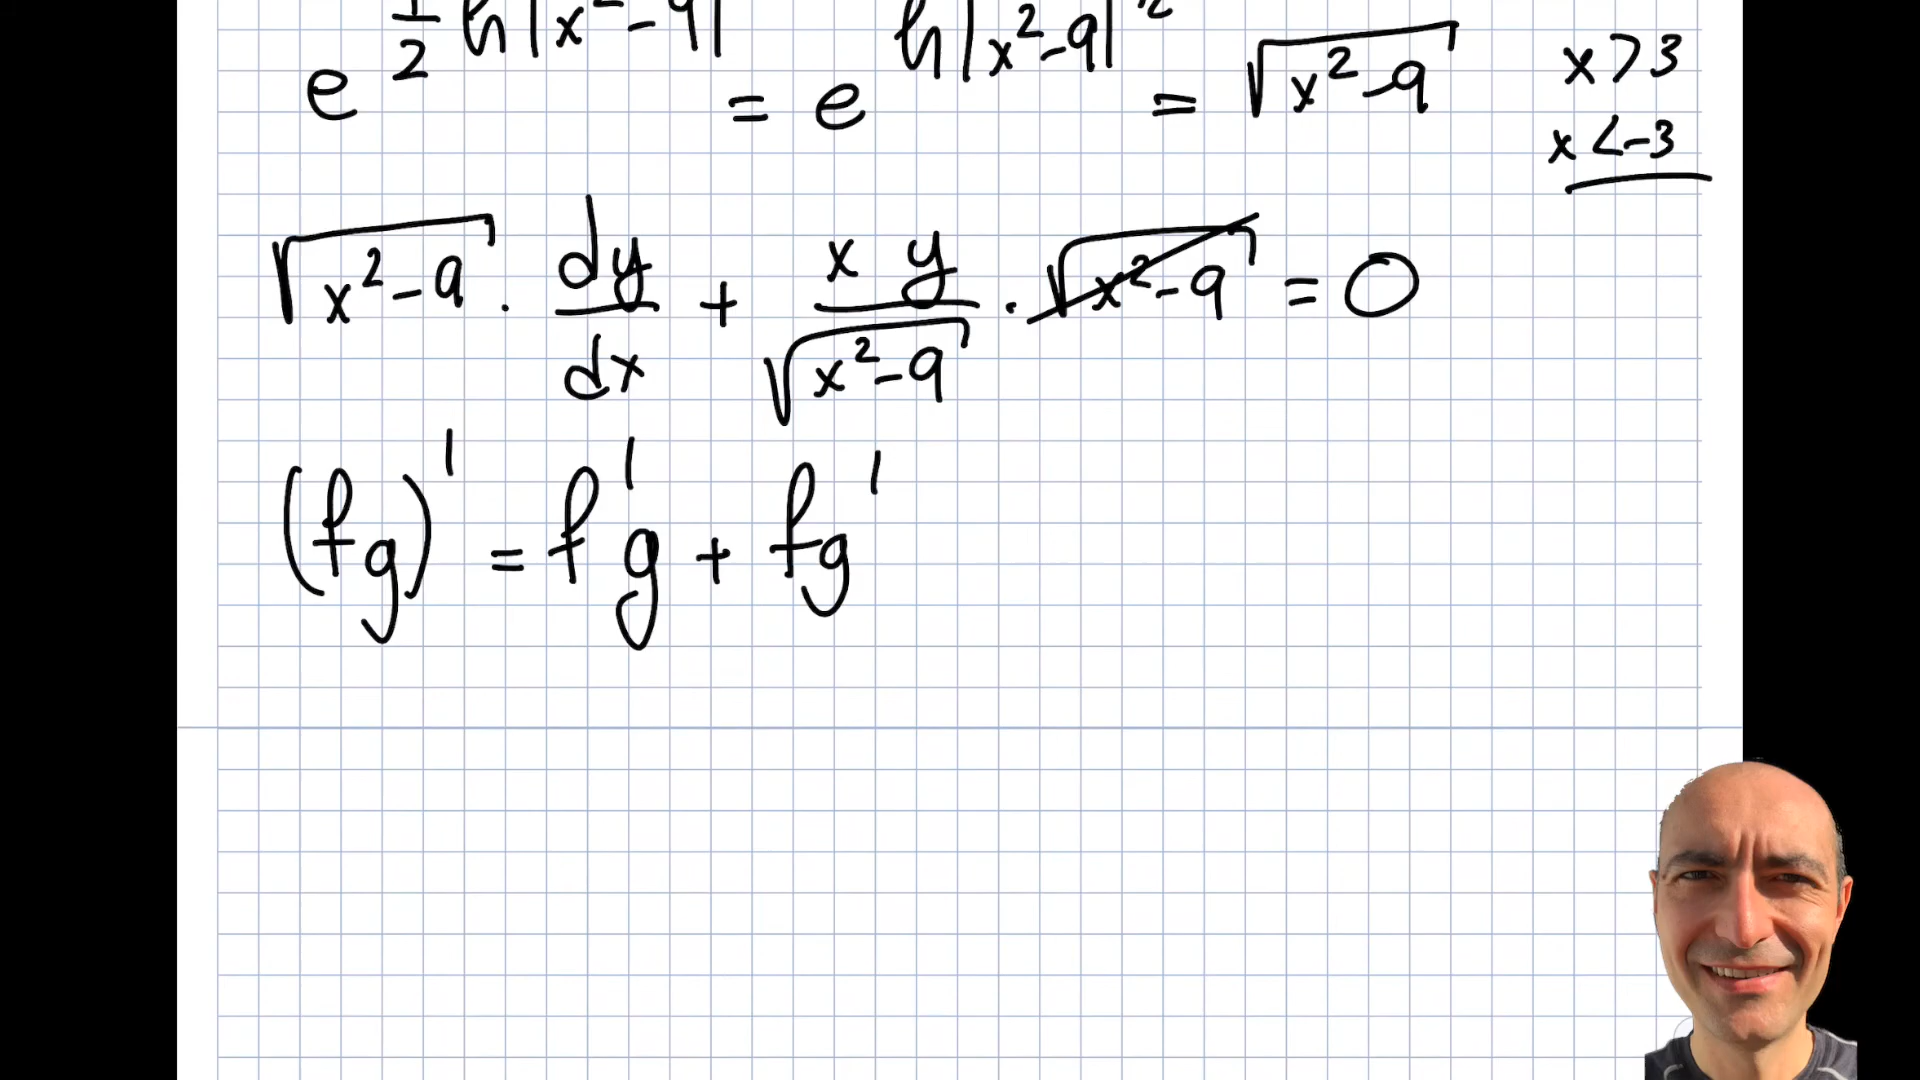 e^{1/2 ln|x²-9|} = e^{ln|x²-9|^{1/2}} = √(x²-9) x>3
x<-3
√(x²-9) · dy/dx + xy/√(x²-9) · √(x²-9) = 0
(fg)' = f'g + fg'